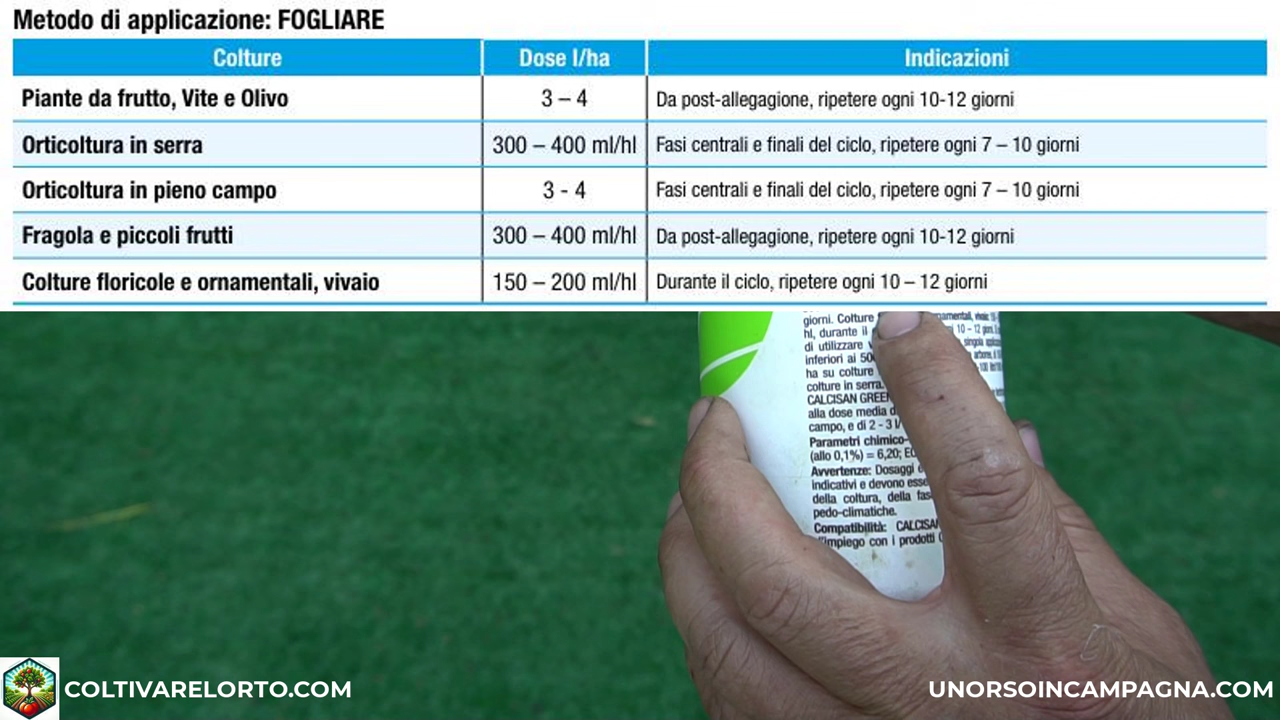 Metodo di applicazione: FOGLIARE
Colture Dose l/ha Indicazioni
Piante da frutto, Vite e Olivo 3 – 4 Da post-allegagione, ripetere ogni 10-12 giorni
Orticoltura in serra 300 – 400 ml/hl Fasi centrali e finali del ciclo, ripetere ogni 7 – 10 giorni
Orticoltura in pieno campo 3 - 4 Fasi centrali e finali del ciclo, ripetere ogni 7 – 10 giorni
Fragola e piccoli frutti 300 – 400 ml/hl Da post-allegagione, ripetere ogni 10-12 giorni
Colture floricole e ornamentali, vivaio 150 – 200 ml/hl Durante il ciclo, ripetere ogni 10 – 12 giorni
giorni. Colture
hl, durante il 10 – 12
di utilizzare singola
inferiori ai
ha su colture
colture in serra.
CALCISAN GREEN
alla dose media
campo, e di 2 - 3
Parametri chimico-
(allo 0,1%) = 6,20;
Avvertenze: Dosaggi
indicativi e devono
della coltura, della
pedo-climatiche.
Compatibilità: CALCISAN
l'impiego con i prodotti
COLTIVARELORTO.COM
UNORSOINCAMPAGNA.COM